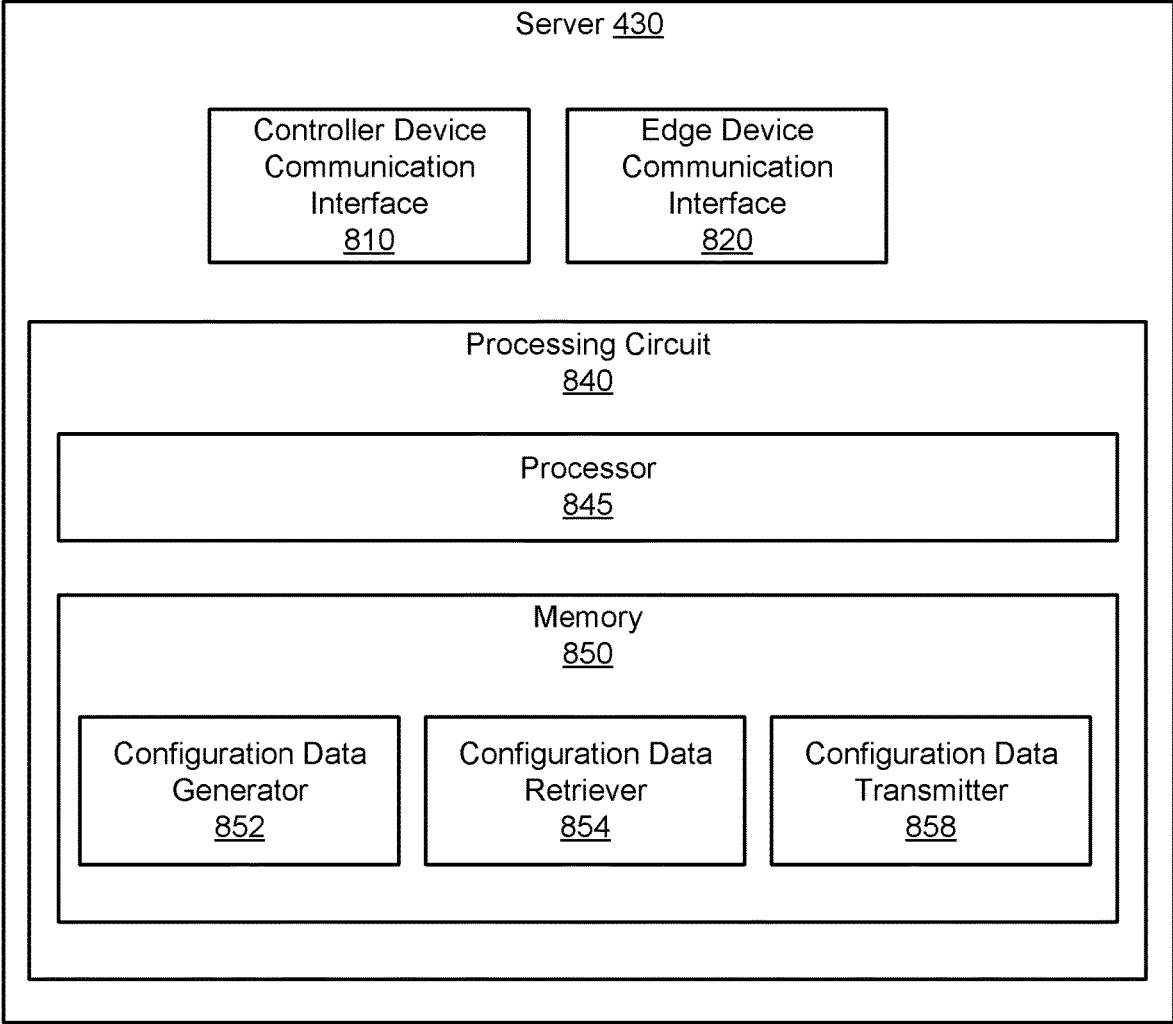 Server 430
Controller Device
Communication
Interface
810
Edge Device
Communication
Interface
820
Processing Circuit
840
Processor
845
Memory
850
Configuration Data
Generator
852
Configuration Data
Retriever
854
Configuration Data
Transmitter
858